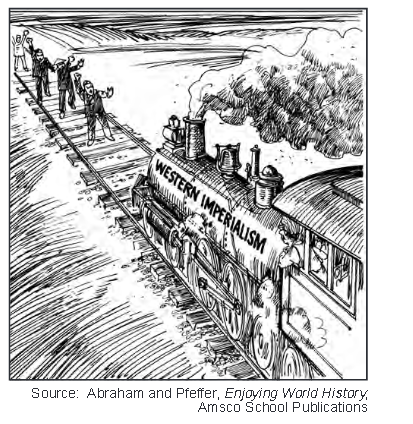 WESTERN IMPERIALISM
Source: Abraham and Pfeffer, Enjoying World History,
Amsco School Publications